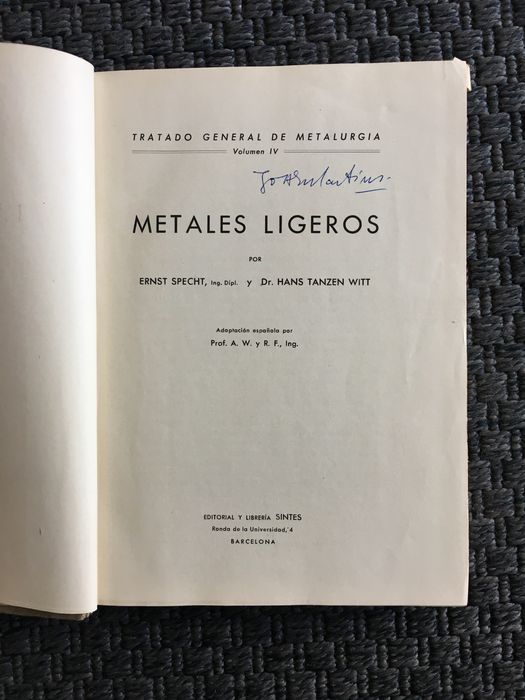 TRATADO GENERAL DE METALURGIA
Volumen IV
METALES LIGEROS
POR
ERNST SPECHT, Ing. Dipl. y Dr. HANS TANZEN WITT
Adaptación española por
Prof. A. W. y R. F., Ing.
EDITORIAL Y LIBRERÍA SINTES
Ronda de la Universidad, 4
BARCELONA